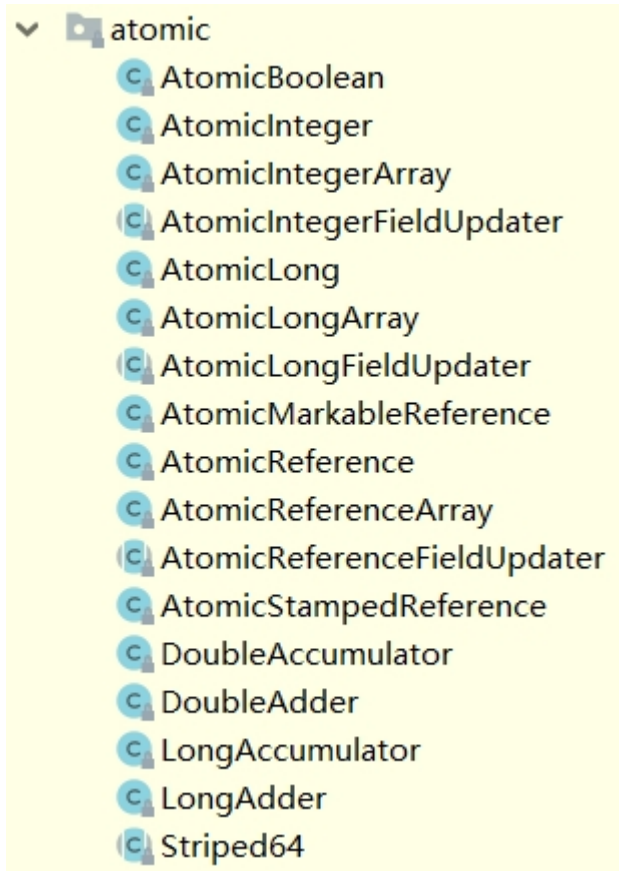 atomic
AtomicBoolean
AtomicInteger
AtomicIntegerArray
AtomicIntegerFieldUpdater
AtomicLong
AtomicLongArray
AtomicLongFieldUpdater
AtomicMarkableReference
AtomicReference
AtomicReferenceArray
AtomicReferenceFieldUpdater
AtomicStampedReference
DoubleAccumulator
DoubleAdder
LongAccumulator
LongAdder
Striped64